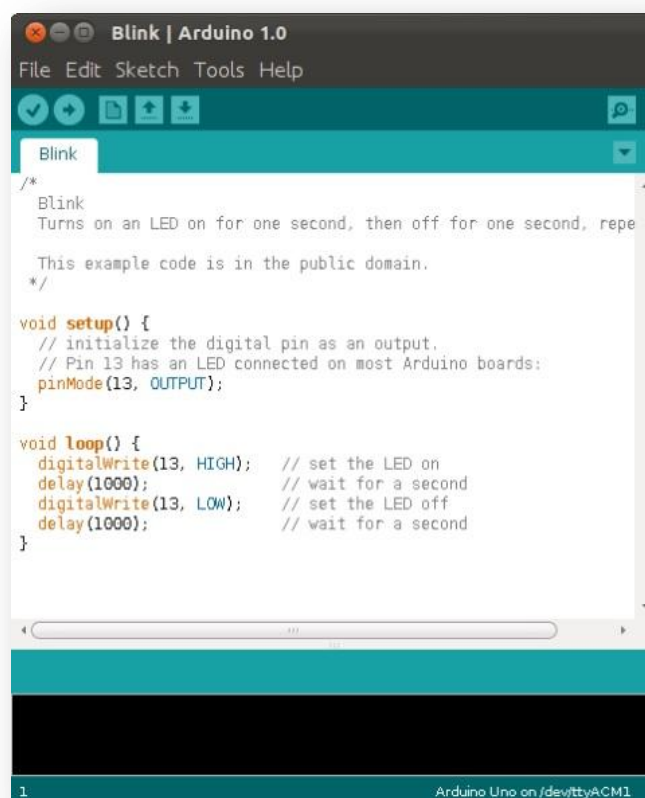 Blink | Arduino 1.0
File Edit Sketch Tools Help
Blink
/*
  Blink
  Turns on an LED on for one second, then off for one second, repe

  This example code is in the public domain.
 */

void setup() {
  // initialize the digital pin as an output.
  // Pin 13 has an LED connected on most Arduino boards:
  pinMode(13, OUTPUT);
}

void loop() {
  digitalWrite(13, HIGH);   // set the LED on
  delay(1000);              // wait for a second
  digitalWrite(13, LOW);    // set the LED off
  delay(1000);              // wait for a second
}
1 Arduino Uno on /dev/ttyACM1